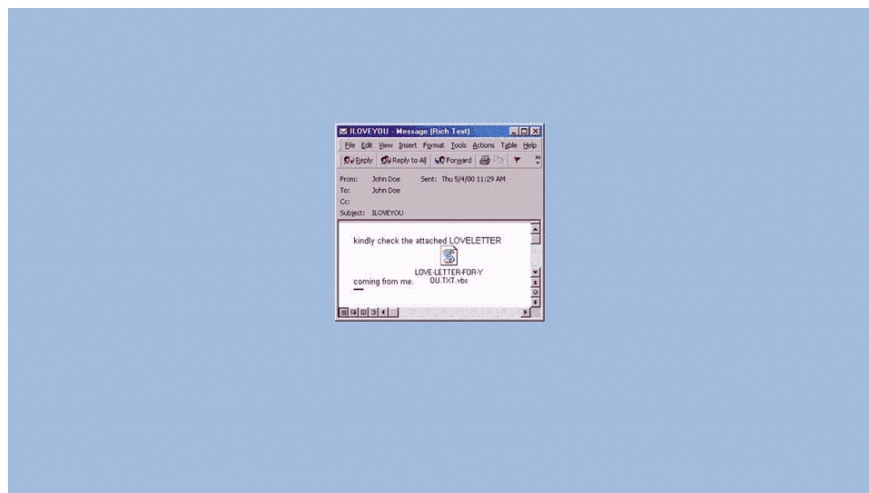 ILOVEYOU - Message (Rich Text)
File Edit View Insert Format Tools Actions Table Help
Reply Reply to All Forward
From: John Doe Sent: Thu 5/4/00 11:29 AM
To: John Doe
Cc:
Subject: ILOVEYOU
kindly check the attached LOVELETTER
LOVE-LETTER-FOR-Y
coming from me. OU.TXT.vbs